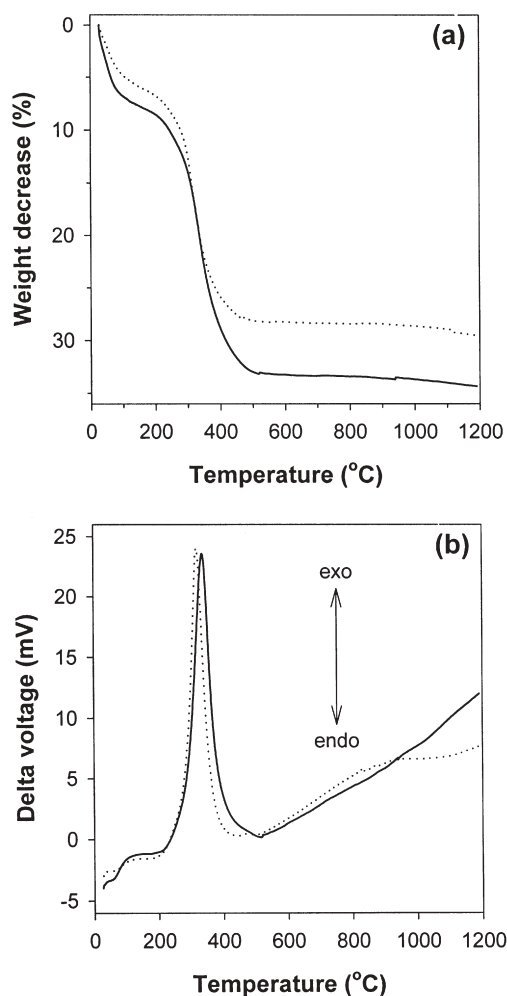 (a)
0
10
20
30
Weight decrease (%)
0 200 400 600 800 1000 1200
Temperature (°C)
(b)
25
20
15
10
5
0
-5
Delta voltage (mV)
exo
endo
0 200 400 600 800 1000 1200
Temperature (°C)